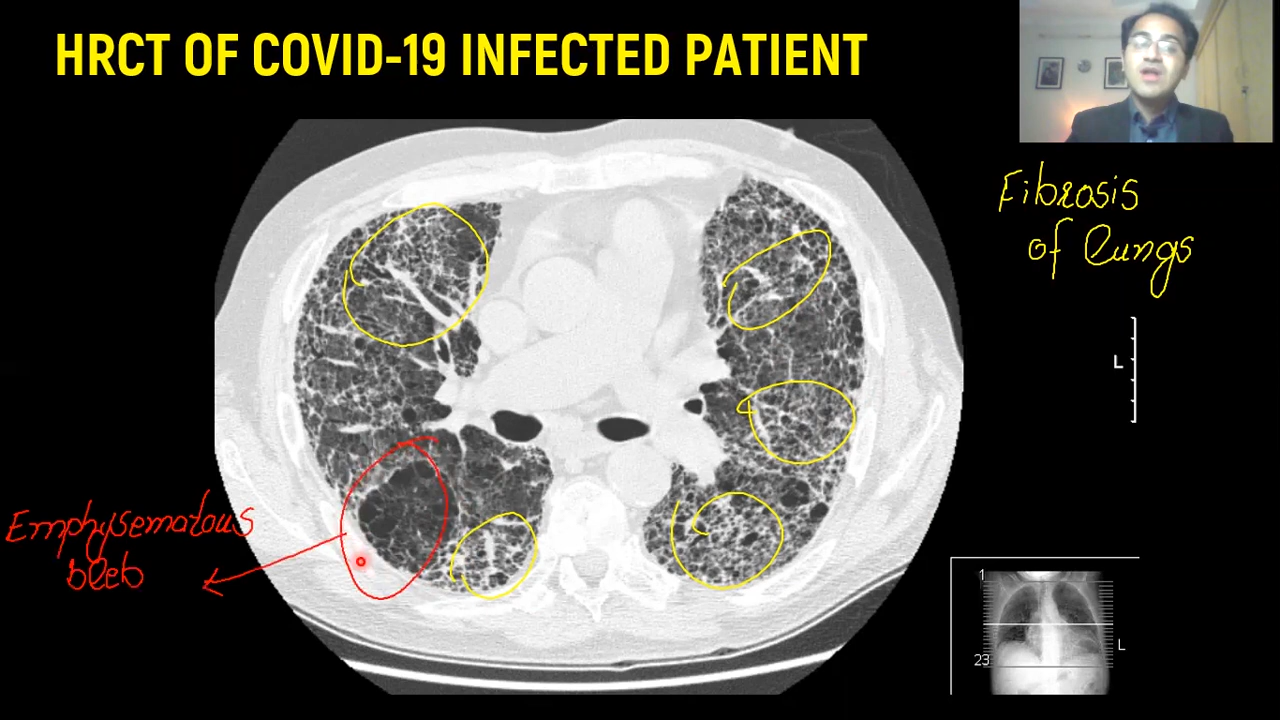 HRCT OF COVID-19 INFECTED PATIENT
Fibrosis
of lungs
L
Emphysematous
bleb
1
L
23